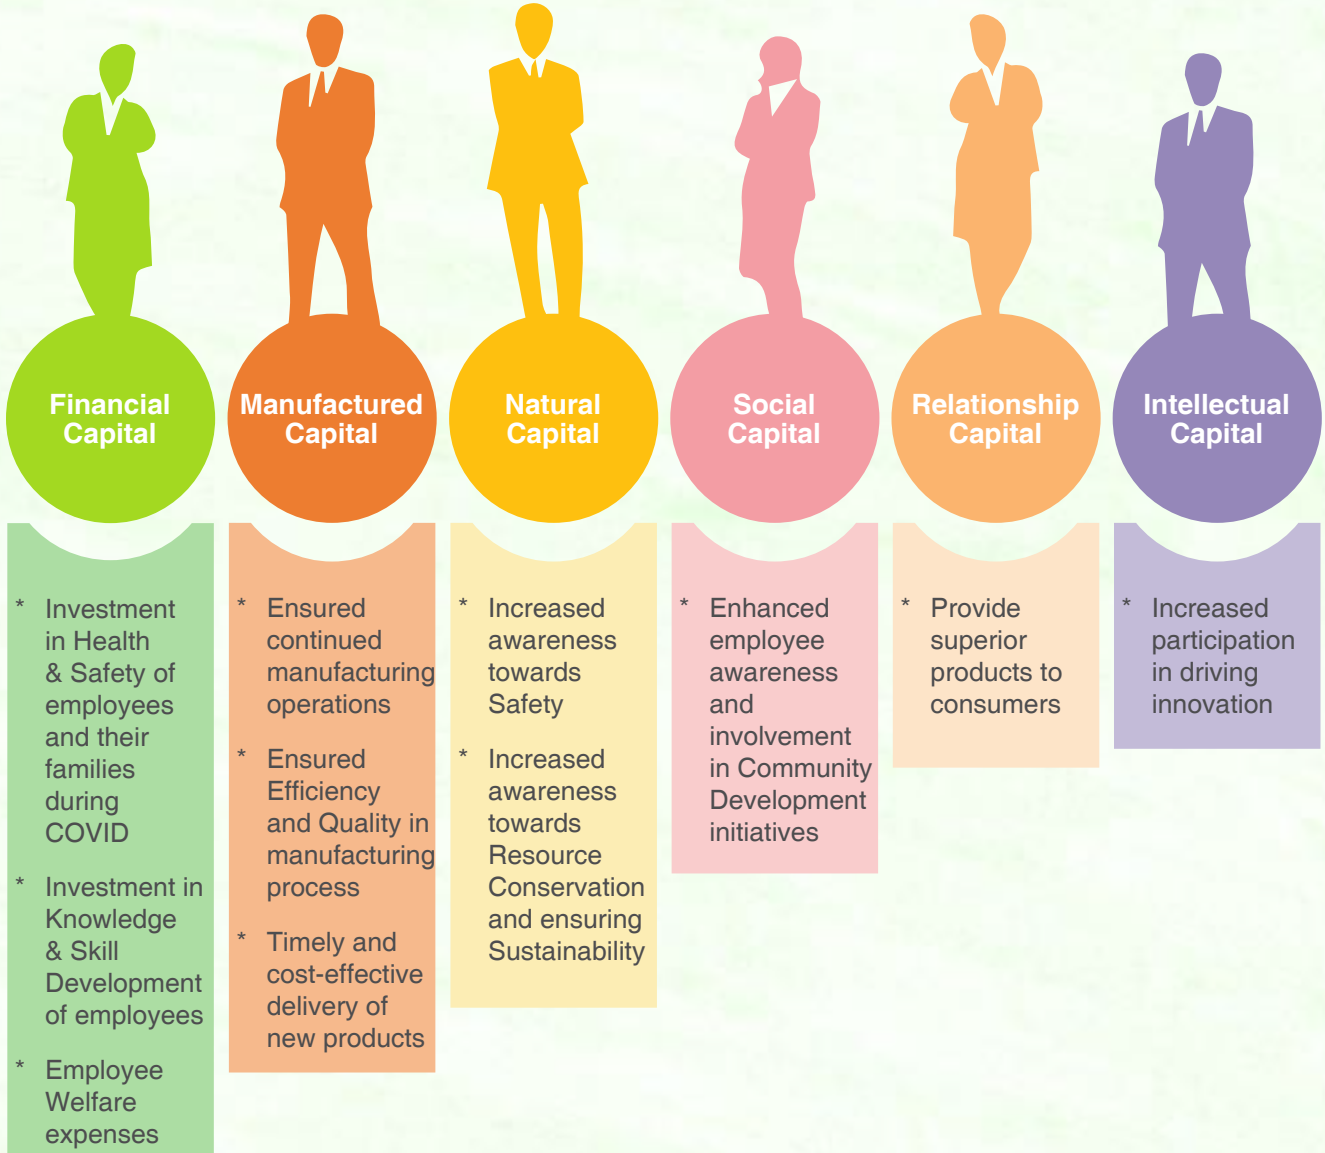 Financial
Capital
Manufactured
Capital
Natural
Capital
Social
Capital
Relationship
Capital
Intellectual
Capital
* Investment
in Health
& Safety of
employees
and their
families
during
COVID
* Investment in
Knowledge
& Skill
Development
of employees
* Employee
Welfare
expenses
* Ensured
continued
manufacturing
operations
* Ensured
Efficiency
and Quality in
manufacturing
process
* Timely and
cost-effective
delivery of
new products
* Increased
awareness
towards
Safety
* Increased
awareness
towards
Resource
Conservation
and ensuring
Sustainability
* Enhanced
employee
awareness
and
involvement
in Community
Development
initiatives
* Provide
superior
products to
consumers
* Increased
participation
in driving
innovation